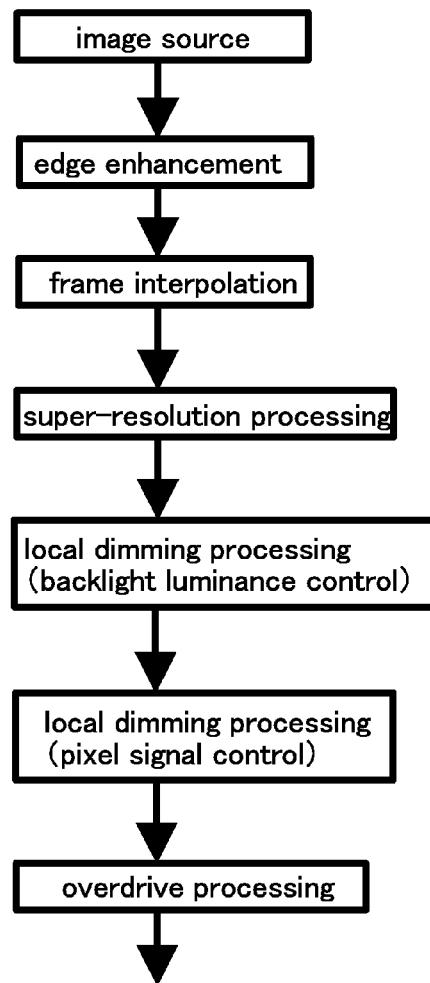 image source
edge enhancement
frame interpolation
super-resolution processing
local dimming processing
(backlight luminance control)
local dimming processing
(pixel signal control)
overdrive processing